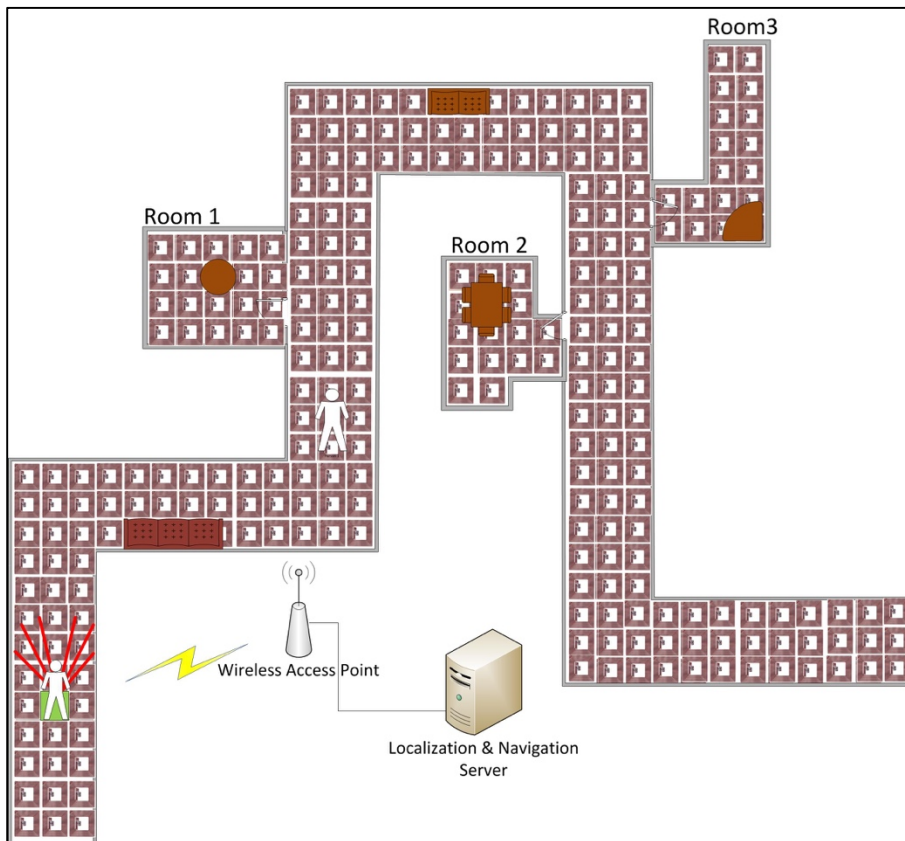 Room3
Room 1
Room 2
Wireless Access Point
Localization & Navigation
Server